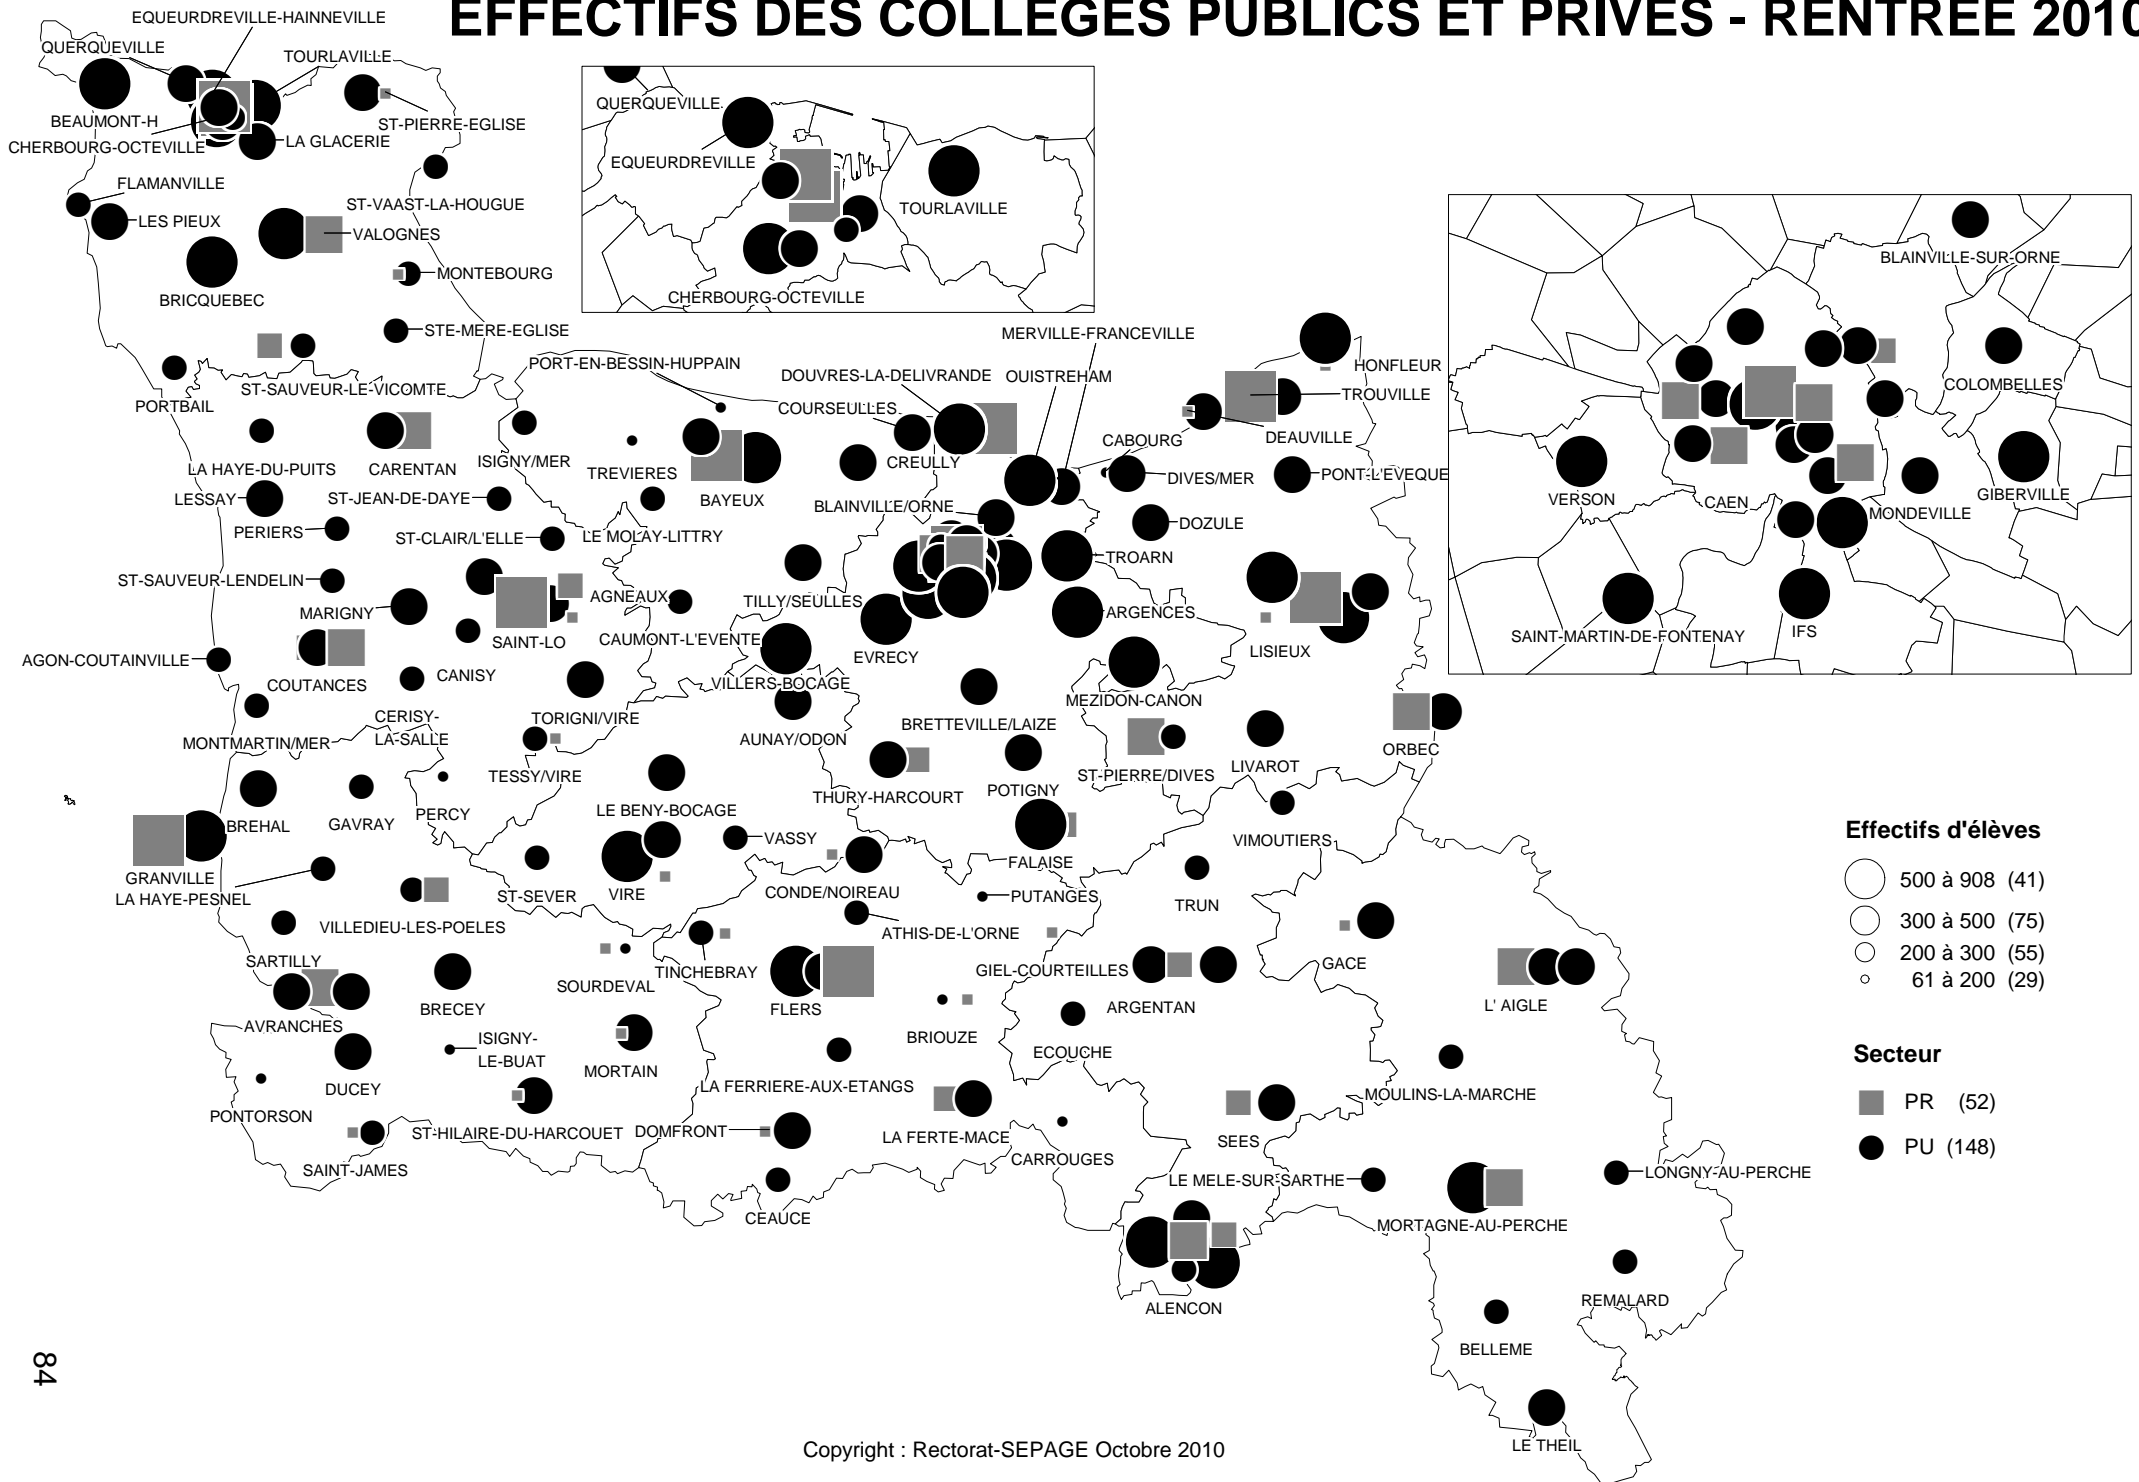 EFFECTIFS DES COLLEGES PUBLICS ET PRIVES - RENTREE 2010
EQUEURDREVILLE-HAINNEVILLE
QUERQUEVILLE
TOURLAVILLE
BEAUMONT-H
ST-PIERRE-EGLISE
CHERBOURG-OCTEVILLE
LA GLACERIE
FLAMANVILLE
ST-VAAST-LA-HOUGUE
LES PIEUX
VALOGNES
MONTEBOURG
BRICQUEBEC
STE-MERE-EGLISE
ST-SAUVEUR-LE-VICOMTE
PORTBAIL
QUERQUEVILLE
EQUEURDREVILLE
TOURLAVILLE
CHERBOURG-OCTEVILLE
BLAINVILLE-SUR-ORNE
COLOMBELLES
VERSON
CAEN
GIBERVILLE
MONDEVILLE
SAINT-MARTIN-DE-FONTENAY
IFS
MERVILLE-FRANCEVILLE
PORT-EN-BESSIN-HUPPAIN
DOUVRES-LA-DELIVRANDE
OUISTREHAM
HONFLEUR
COURSEULLES
TROUVILLE
CABOURG
DEAUVILLE
LA HAYE-DU-PUITS
CARENTAN
ISIGNY/MER
TREVIERES
BAYEUX
CREULLY
DIVES/MER
PONT-L'EVEQUE
LESSAY
ST-JEAN-DE-DAYE
BLAINVILLE/ORNE
DOZULE
PERIERS
ST-CLAIR/L'ELLE
LE MOLAY-LITTRY
TROARN
ST-SAUVEUR-LENDELIN
AGNEAUX
TILLY/SEULLES
MARIGNY
ARGENCES
SAINT-LO
CAUMONT-L'EVENTE
EVRECY
LISIEUX
AGON-COUTAINVILLE
COUTANCES
CANISY
VILLERS-BOCAGE
MEZIDON-CANON
CERISY-
LA-SALLE
TORIGNI/VIRE
BRETTEVILLE/LAIZE
MONTMARTIN/MER
AUNAY/ODON
ORBEC
TESSY/VIRE
ST-PIERRE/DIVES
LIVAROT
THURY-HARCOURT
POTIGNY
LE BENY-BOCAGE
PERCY
BREHAL
GAVRAY
VASSY
VIMOUTIERS
FALAISE
GRANVILLE
LA HAYE-PESNEL
ST-SEVER
VIRE
CONDE/NOIREAU
PUTANGES
TRUN
VILLEDIEU-LES-POELES
ATHIS-DE-L'ORNE
SARTILLY
SOURDEVAL
TINCHEBRAY
GIEL-COURTEILLES
GACE
AVRANCHES
BRECEY
FLERS
ARGENTAN
L' AIGLE
ISIGNY-
LE-BUAT
BRIOUZE
ECOUCHE
DUCEY
MORTAIN
LA FERRIERE-AUX-ETANGS
MOULINS-LA-MARCHE
PONTORSON
ST-HILAIRE-DU-HARCOUET
DOMFRONT
LA FERTE-MACE
SEES
SAINT-JAMES
CARROUGES
LE MELE-SUR-SARTHE
LONGNY-AU-PERCHE
CEAUCE
MORTAGNE-AU-PERCHE
ALENCON
REMALARD
BELLEME
LE THEIL
Effectifs d'élèves
500 à 908 (41)
300 à 500 (75)
200 à 300 (55)
61 à 200 (29)
Secteur
PR (52)
PU (148)
84
Copyright : Rectorat-SEPAGE Octobre 2010